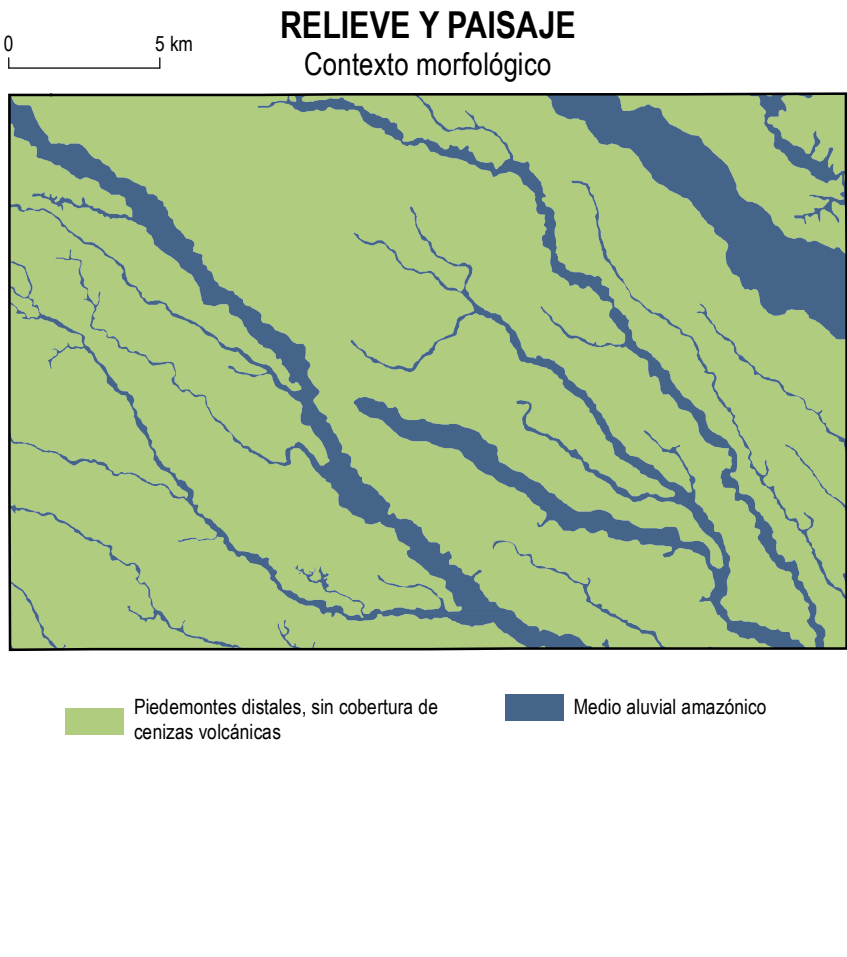 RELIEVE Y PAISAJE
Contexto morfológico
0 5 km
Piedemontes distales, sin cobertura de
cenizas volcánicas
Medio aluvial amazónico